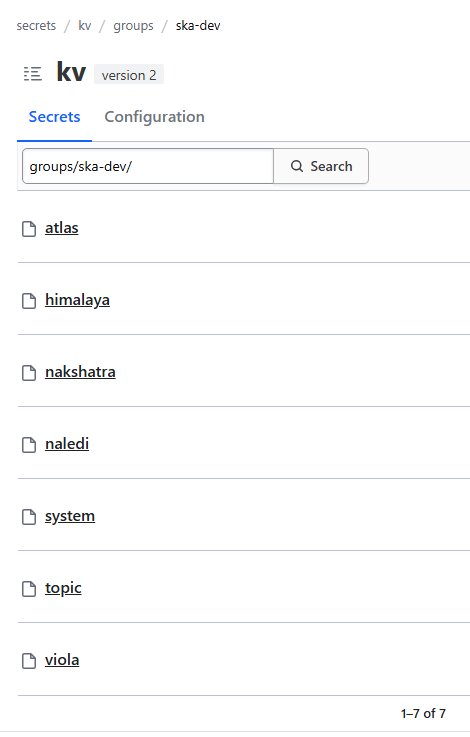 secrets / kv / groups / ska-dev
kv version 2
Secrets Configuration
groups/ska-dev/ Search
atlas
himalaya
nakshatra
naledi
system
topic
viola
1–7 of 7